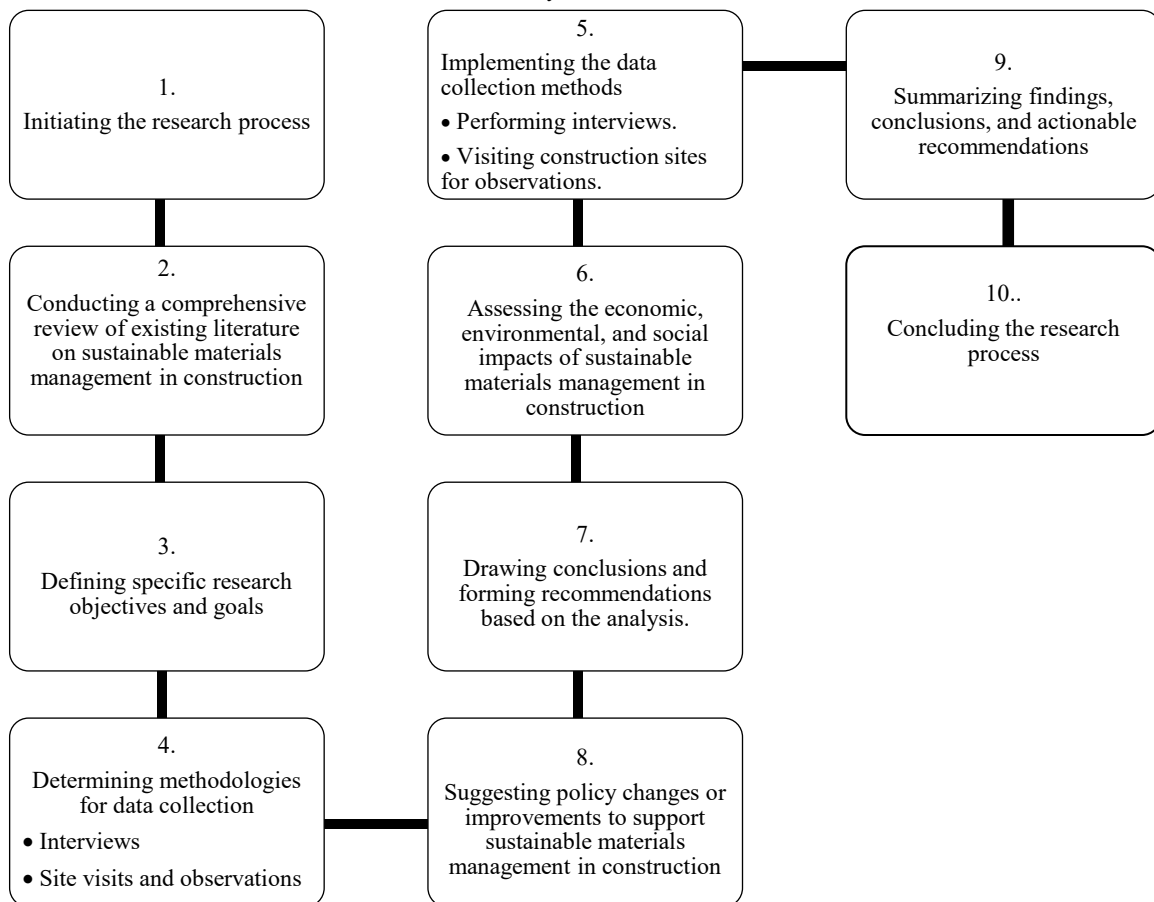 1.
Initiating the research process
2.
Conducting a comprehensive
review of existing literature
on sustainable materials
management in construction
3.
Defining specific research
objectives and goals
4.
Determining methodologies
for data collection
• Interviews
• Site visits and observations
5.
Implementing the data
collection methods
• Performing interviews.
• Visiting construction sites
for observations.
6.
Assessing the economic,
environmental, and social
impacts of sustainable
materials management in
construction
7.
Drawing conclusions and
forming recommendations
based on the analysis.
8.
Suggesting policy changes or
improvements to support
sustainable materials
management in construction
9.
Summarizing findings,
conclusions, and actionable
recommendations
10..
Concluding the research
process